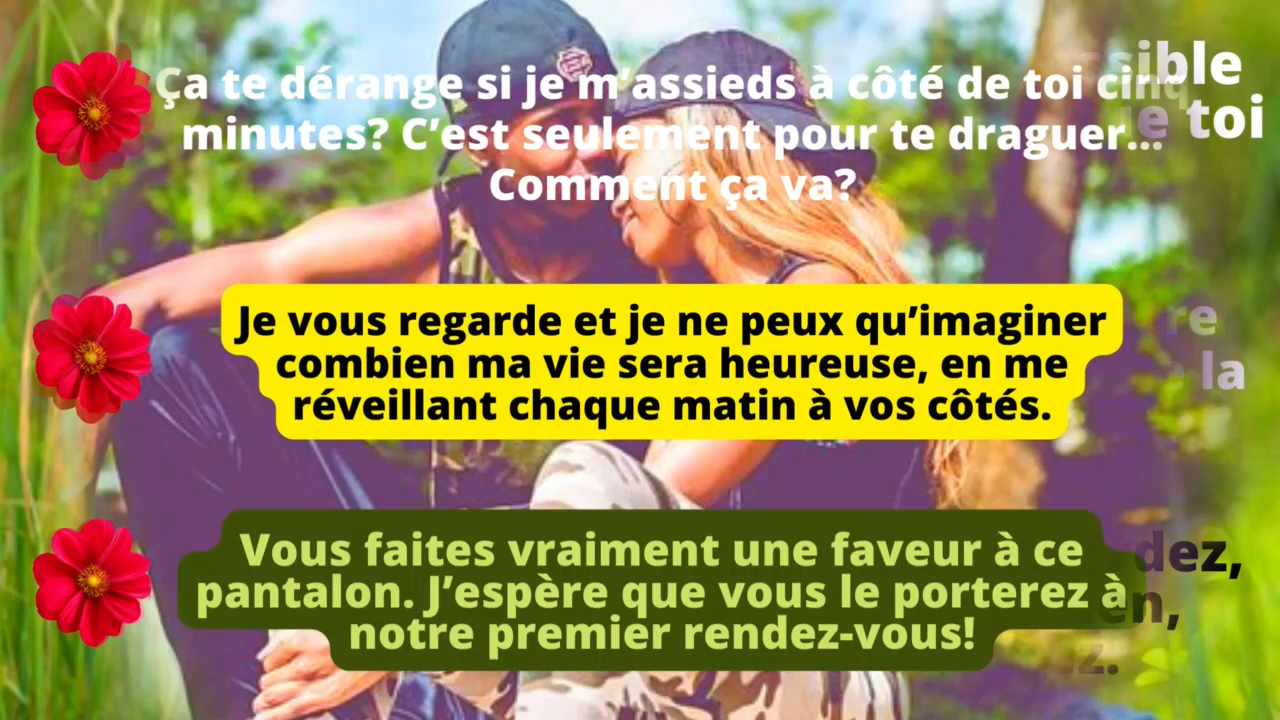 Ça te dérange si je m’assieds à côté de toi cinq
minutes? C’est seulement pour te draguer...
Comment ça va?
toi
Je vous regarde et je ne peux qu’imaginer
combien ma vie sera heureuse, en me
réveillant chaque matin à vos côtés.
la
Vous faites vraiment une faveur à ce
pantalon. J’espère que vous le porterez à
notre premier rendez-vous!